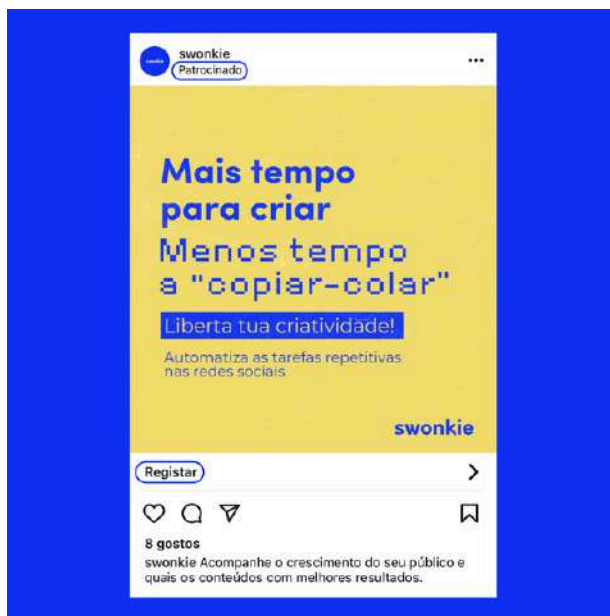 swonkie
Patrocinado
Mais tempo
para criar
Menos tempo
a "copiar-colar"
Liberta tua criatividade!
Automatiza as tarefas repetitivas
nas redes sociais
swonkie
Registar
8 gostos
swonkie Acompanhe o crescimento do seu público e
quais os conteúdos com melhores resultados.